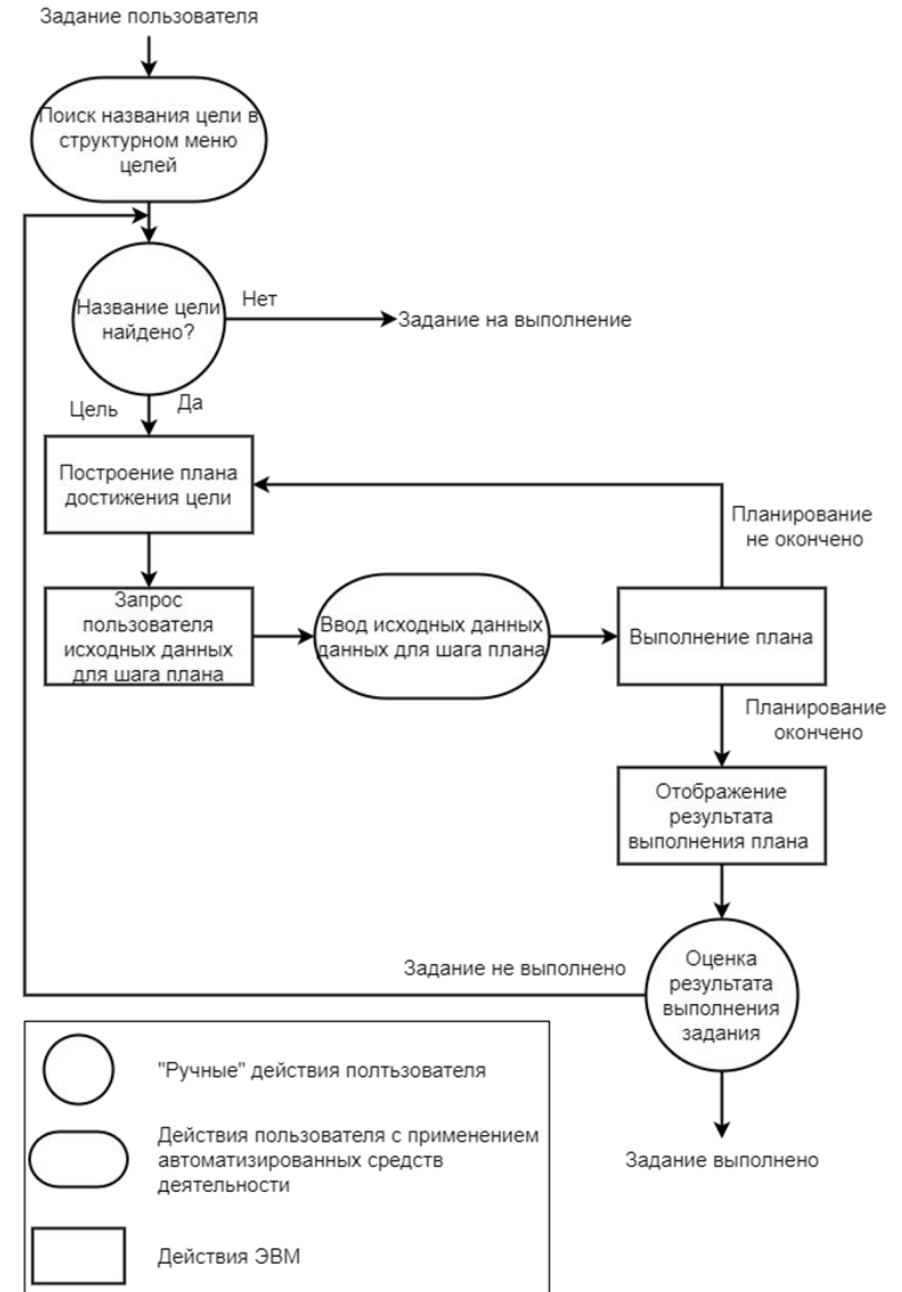 Задание пользователя
Поиск названия цели в
структурном меню
целей
Название цели
найдено?
Нет
Задание на выполнение
Цель
Да
Построение плана
достижения цели
Планирование
не окончено
Запрос
пользователя
исходных данных
для шага плана
Ввод исходных данных
данных для шага плана
Выполнение плана
Планирование
окончено
Отображение
результата
выполнения плана
Задание не выполнено
Оценка
результата
выполнения
задания
Задание выполнено
"Ручные" действия полтьзователя
Действия пользователя с применением
автоматизированных средств
деятельности
Действия ЭВМ